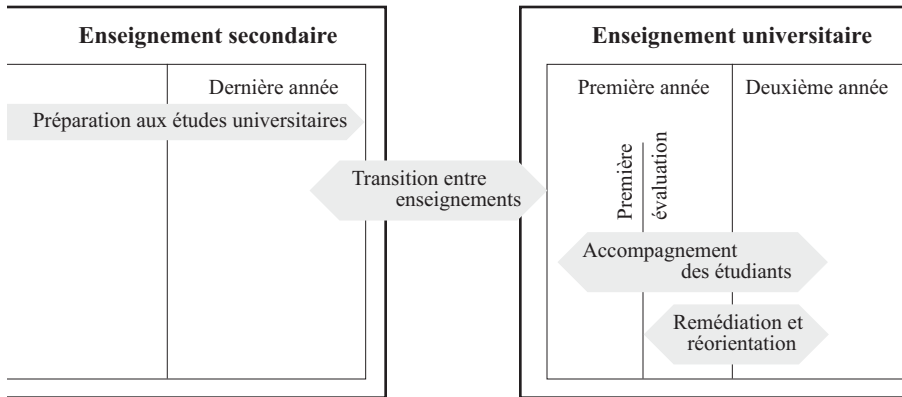 Enseignement secondaire
Dernière année
Préparation aux études universitaires
Transition entre
enseignements
Enseignement universitaire
Première année
Deuxième année
Première
évaluation
Accompagnement
des étudiants
Remédiation et
réorientation